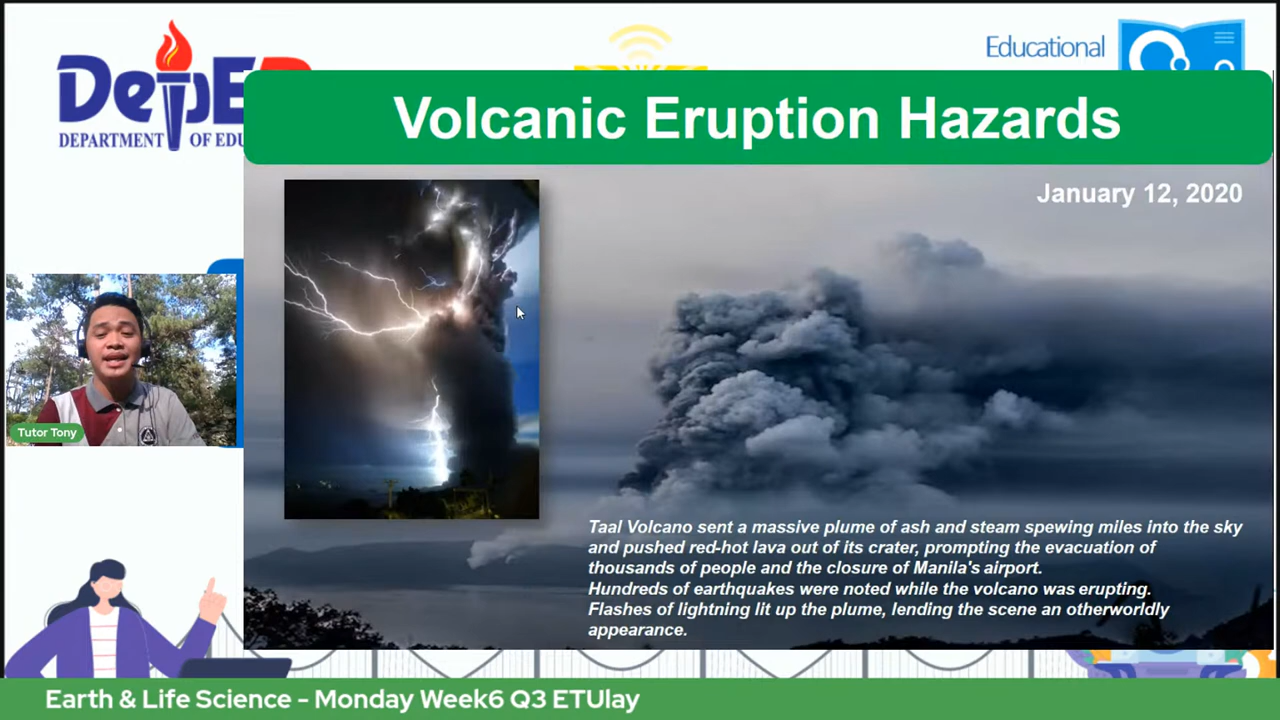 DepE
DEPARTMENT OF EDU
Educational
Volcanic Eruption Hazards
January 12, 2020
Tutor Tony
Taal Volcano sent a massive plume of ash and steam spewing miles into the sky
and pushed red-hot lava out of its crater, prompting the evacuation of
thousands of people and the closure of Manila's airport.
Hundreds of earthquakes were noted while the volcano was erupting.
Flashes of lightning lit up the plume, lending the scene an otherworldly
appearance.
Earth & Life Science - Monday Week6 Q3 ETUlay